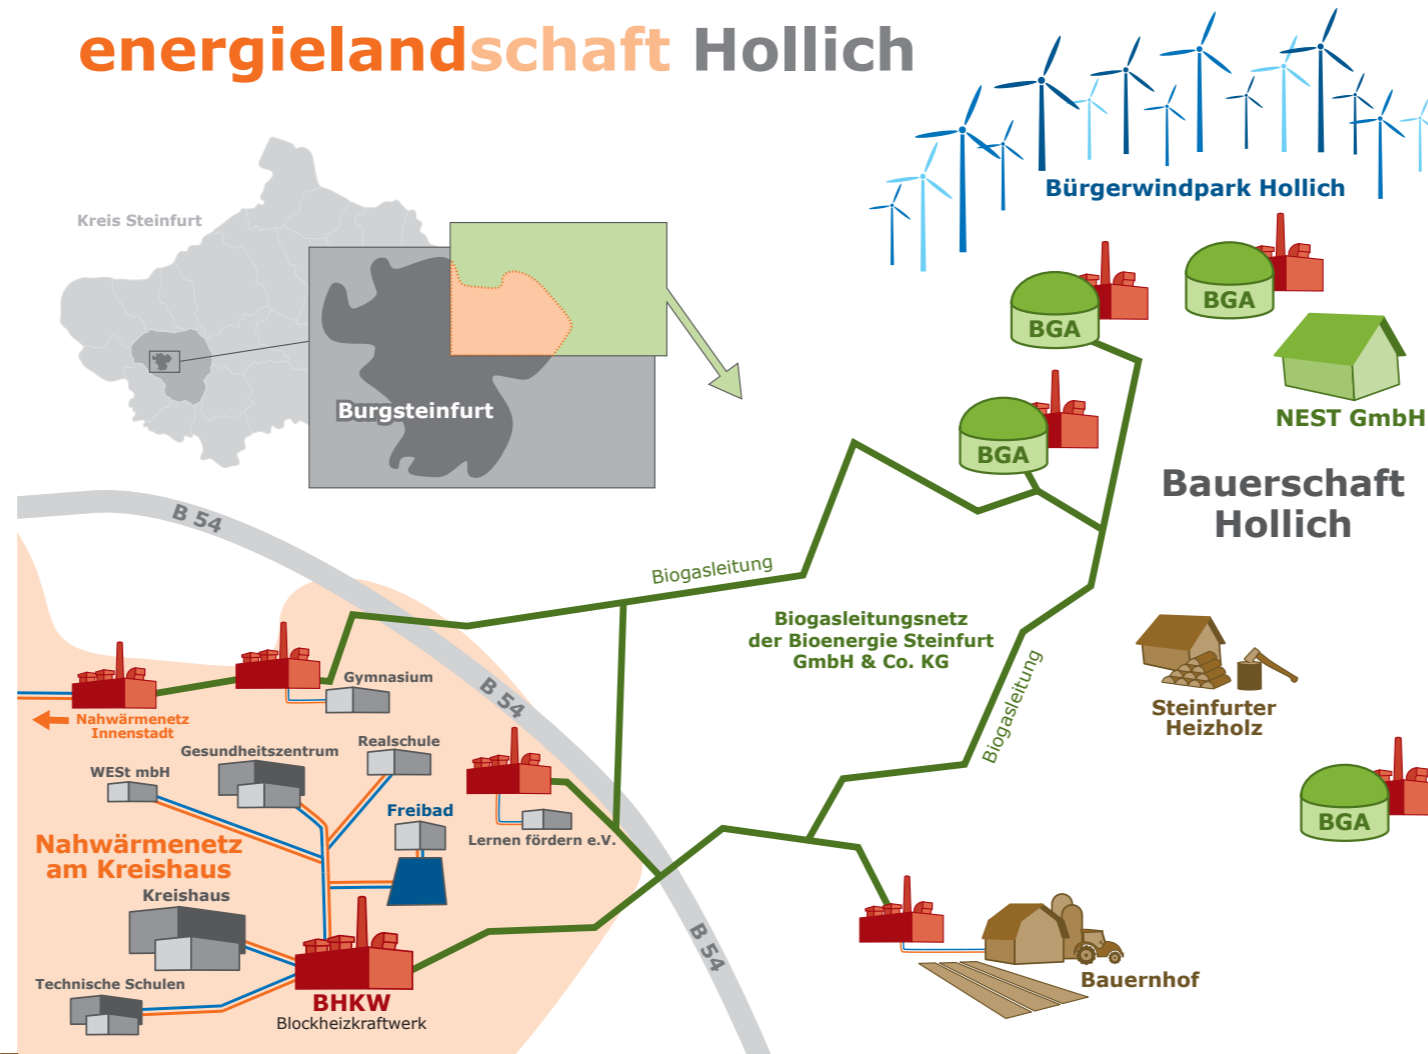 energielandschaft Hollich
Kreis Steinfurt
Burgsteinfurt
Bürgerwindpark Hollich
BGA
BGA
NEST GmbH
BGA
Bauerschaft
Hollich
B 54
Biogasleitung
Biogasleitungsnetz
der Bioenergie Steinfurt
GmbH & Co. KG
Biogasleitung
Steinfurter
Heizholz
BGA
B 54
Gymnasium
Nahwärmenetz
Innenstadt
Gesundheitszentrum
Realschule
WESt mbH
Freibad
Lernen fördern e.V.
Nahwärmenetz
am Kreishaus
Kreishaus
Technische Schulen
BHKW
Blockheizkraftwerk
B 54
Bauernhof